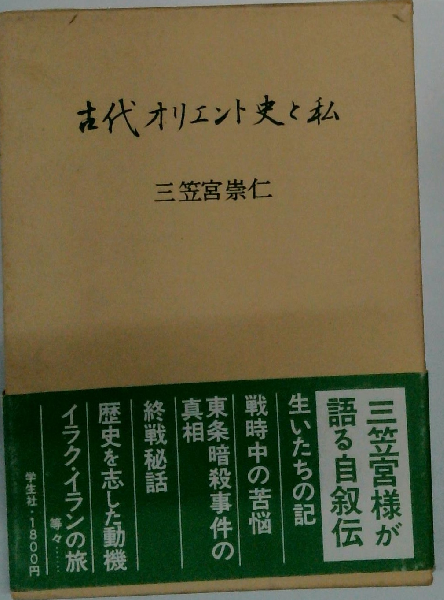 古代オリエント史と私
三笠宮崇仁
三笠宮様が
語る自叙伝
生いたちの記
戦時中の苦悩
東条暗殺事件の
真相
終戦秘話
歴史を志した動機
イラク・イランの旅
等々……
学生社・1800円